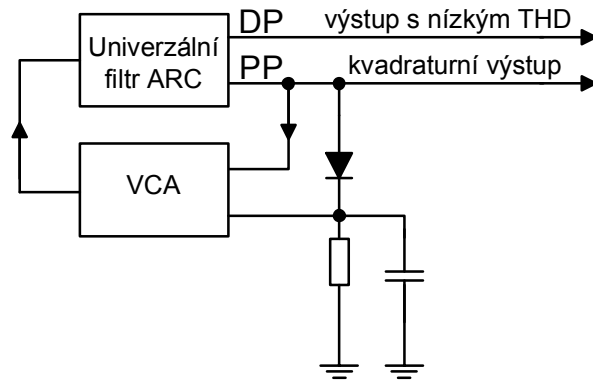 DP
výstup s nízkým THD
Univerzální
filtr ARC
PP
kvadraturní výstup
VCA